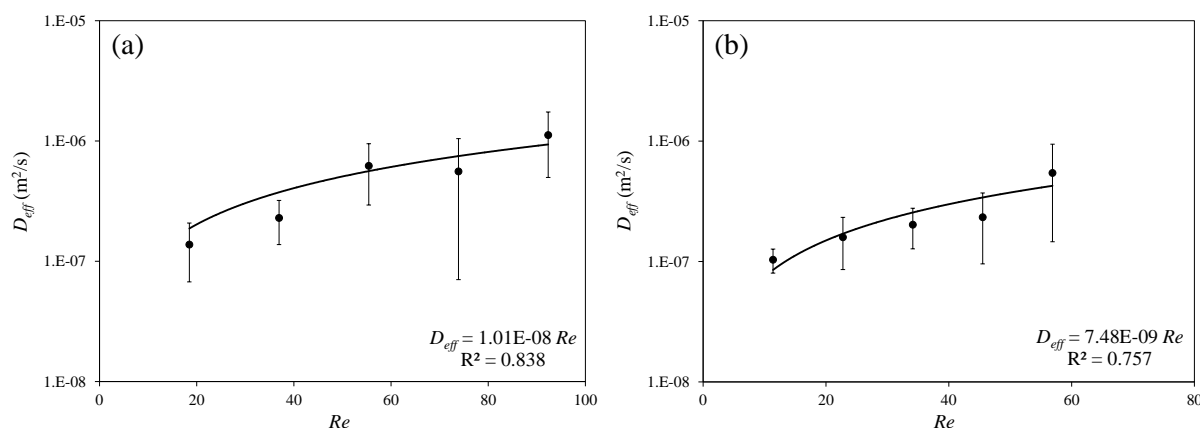 (a)
1.E-05
1.E-06
1.E-07
1.E-08
D_eff (m²/s)
0 20 40 60 80 100
Re
D_eff = 1.01E-08 Re
R² = 0.838
(b)
1.E-05
1.E-06
1.E-07
1.E-08
D_eff (m²/s)
0 20 40 60 80
Re
D_eff = 7.48E-09 Re
R² = 0.757